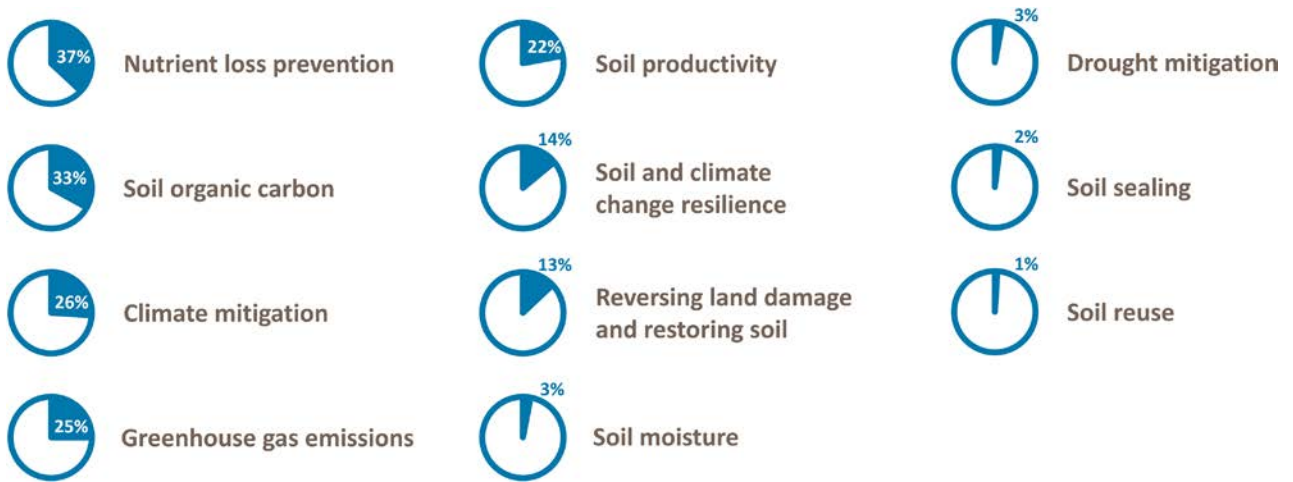 37%
Nutrient loss prevention
33%
Soil organic carbon
26%
Climate mitigation
25%
Greenhouse gas emissions
22%
Soil productivity
14%
Soil and climate
change resilience
13%
Reversing land damage
and restoring soil
3%
Soil moisture
3%
Drought mitigation
2%
Soil sealing
1%
Soil reuse